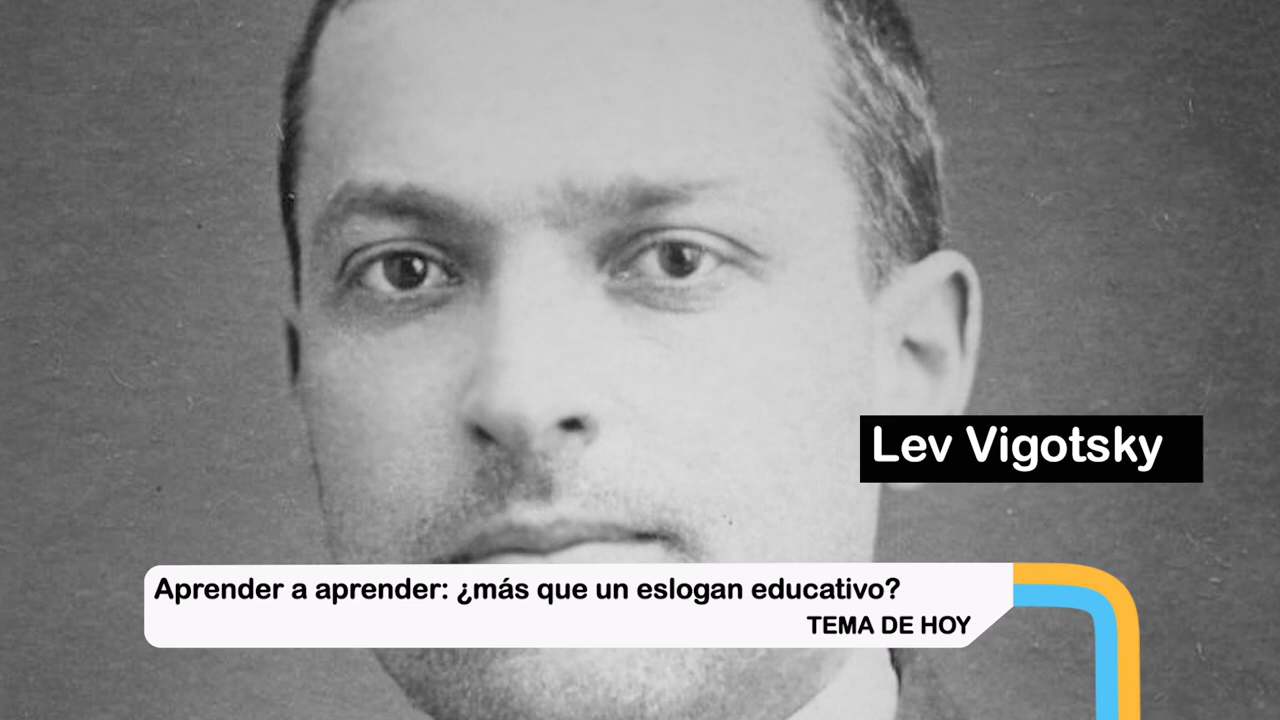 Lev Vigotsky
Aprender a aprender: ¿más que un eslogan educativo?
TEMA DE HOY